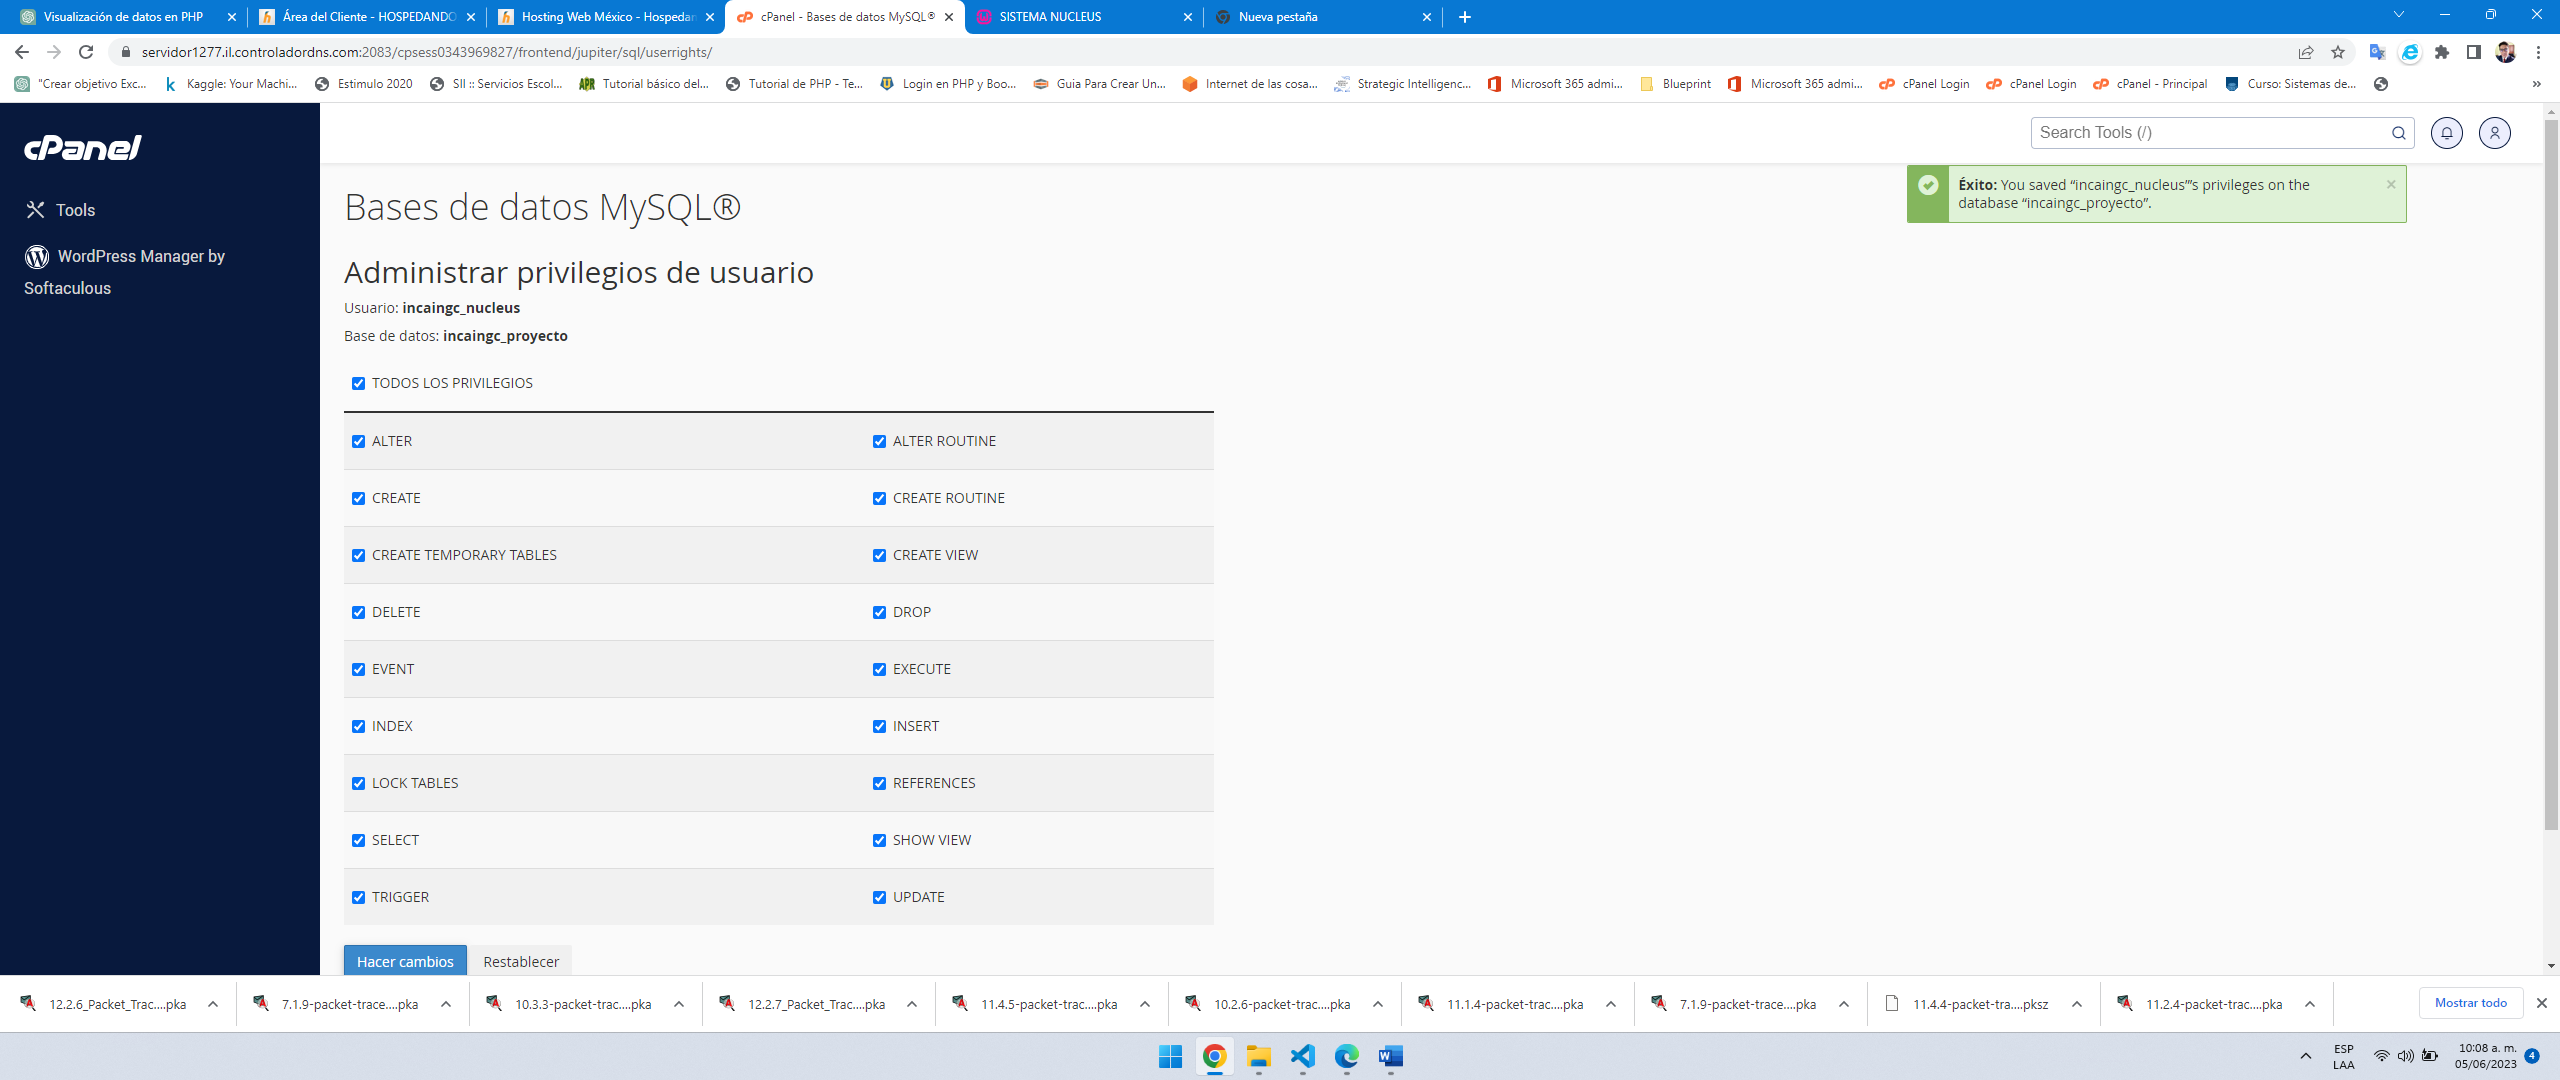 Visualización de datos en PHP
Área del Cliente - HOSPEDANDO
Hosting Web México - Hospedan
cPanel - Bases de datos MySQL®
SISTEMA NUCLEUS
Nueva pestaña
servidor1277.il.controladordns.com:2083/cpsess0343969827/frontend/jupiter/sql/userrights/
"Crear objetivo Exc...
Kaggle: Your Machi...
Estimulo 2020
SII :: Servicios Escol...
Tutorial básico del...
Tutorial de PHP - Te...
Login en PHP y Boo...
Guia Para Crear Un...
Internet de las cosa...
Strategic Intelligenc...
Microsoft 365 admi...
Blueprint
Microsoft 365 admi...
cPanel Login
cPanel Login
cPanel - Principal
Curso: Sistemas de...
»
cPanel
Search Tools (/)
Tools
WordPress Manager by
Softaculous
Éxito: You saved “incaingc_nucleus”’s privileges on the
database “incaingc_proyecto”.
Bases de datos MySQL®
Administrar privilegios de usuario
Usuario: incaingc_nucleus
Base de datos: incaingc_proyecto
TODOS LOS PRIVILEGIOS
ALTER
ALTER ROUTINE
CREATE
CREATE ROUTINE
CREATE TEMPORARY TABLES
CREATE VIEW
DELETE
DROP
EVENT
EXECUTE
INDEX
INSERT
LOCK TABLES
REFERENCES
SELECT
SHOW VIEW
TRIGGER
UPDATE
Hacer cambios
Restablecer
12.2.6_Packet_Trac....pka
7.1.9-packet-trace....pka
10.3.3-packet-trac....pka
12.2.7_Packet_Trac....pka
11.4.5-packet-trac....pka
10.2.6-packet-trac....pka
11.1.4-packet-trac....pka
7.1.9-packet-trace....pka
11.4.4-packet-tra....pksz
11.2.4-packet-trac....pka
Mostrar todo
ESP
LAA
10:08 a. m.
05/06/2023
4